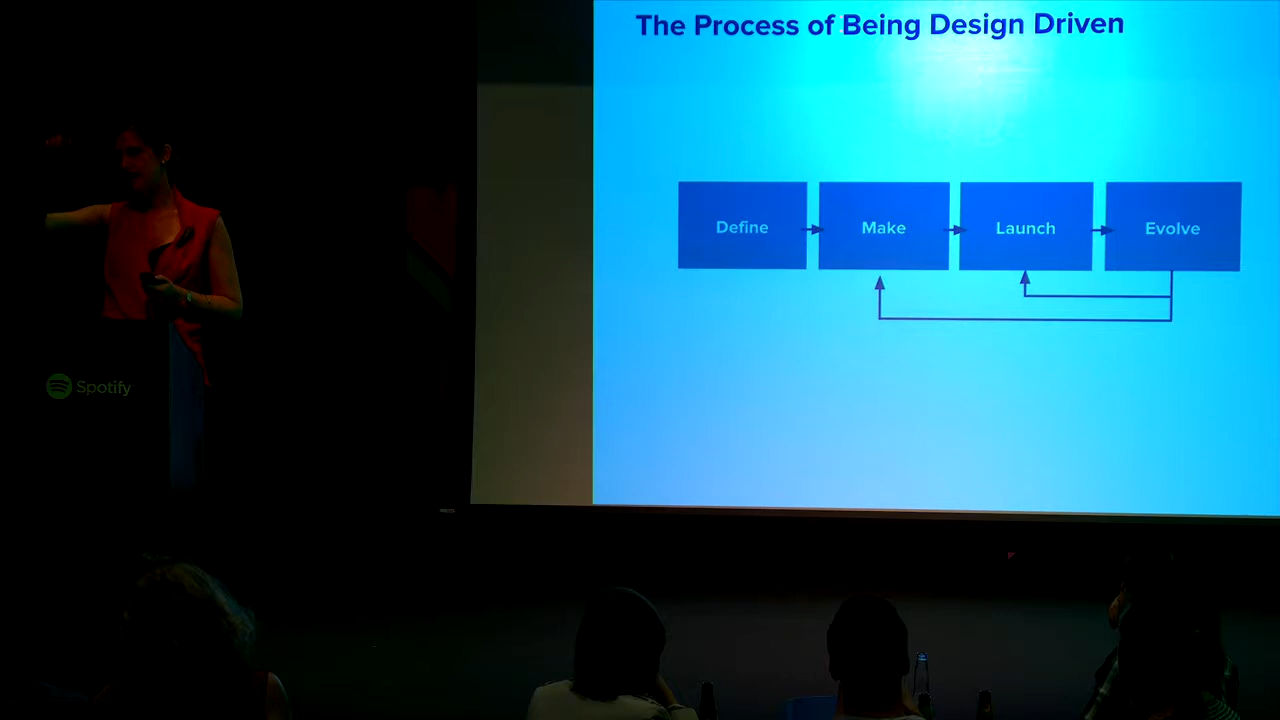 The Process of Being Design Driven
Define
Make
Launch
Evolve
Spotify